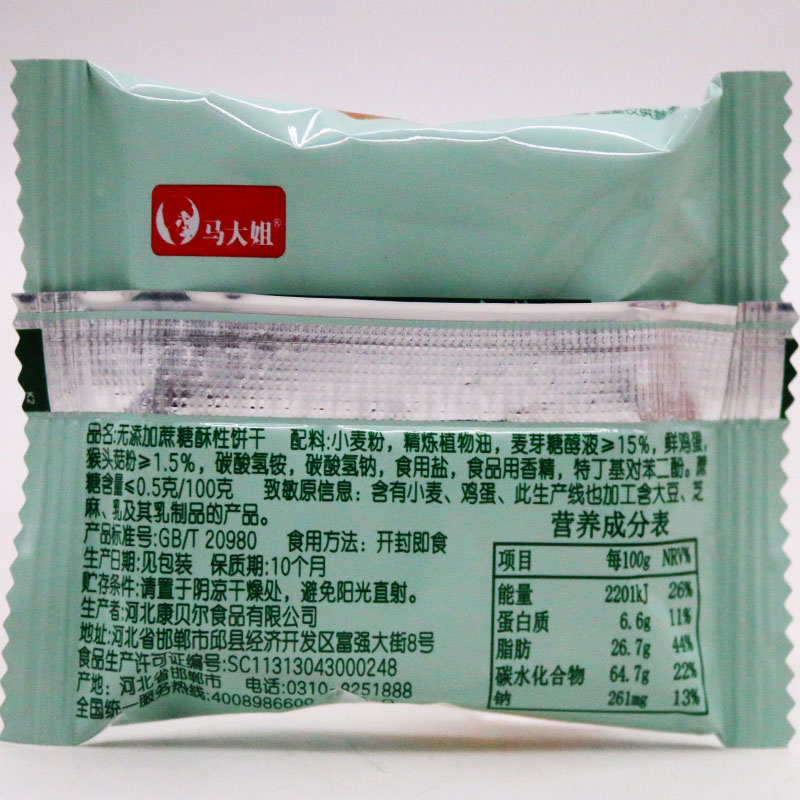 马大姐®
品名:无添加蔗糖酥性饼干 配料:小麦粉，精炼植物油，麦芽糖醇液≥15%，鲜鸡蛋，
猴头菇粉≥1.5%，碳酸氢铵，碳酸氢钠，食用盐，食品用香精，特丁基对苯二酚。蔗
糖含量≤0.5克/100克 致敏原信息：含有小麦、鸡蛋、此生产线也加工含大豆、芝
麻、乳及其乳制品的产品。
产品标准号:GB/T 20980 食用方法：开封即食
生产日期:见包装 保质期:10个月
贮存条件:请置于阴凉干燥处，避免阳光直射。
生产者:河北康贝尔食品有限公司
地址:河北省邯郸市邱县经济开发区富强大街8号
食品生产许可证编号:SC11313043000248
产地：河北省邯郸市 电话:0310-8251888
全国统一服务热线:4008986600
营养成分表
项目 每100g NRV%
能量 2201kJ 26%
蛋白质 6.6g 11%
脂肪 26.7g 44%
碳水化合物 64.7g 22%
钠 261mg 13%